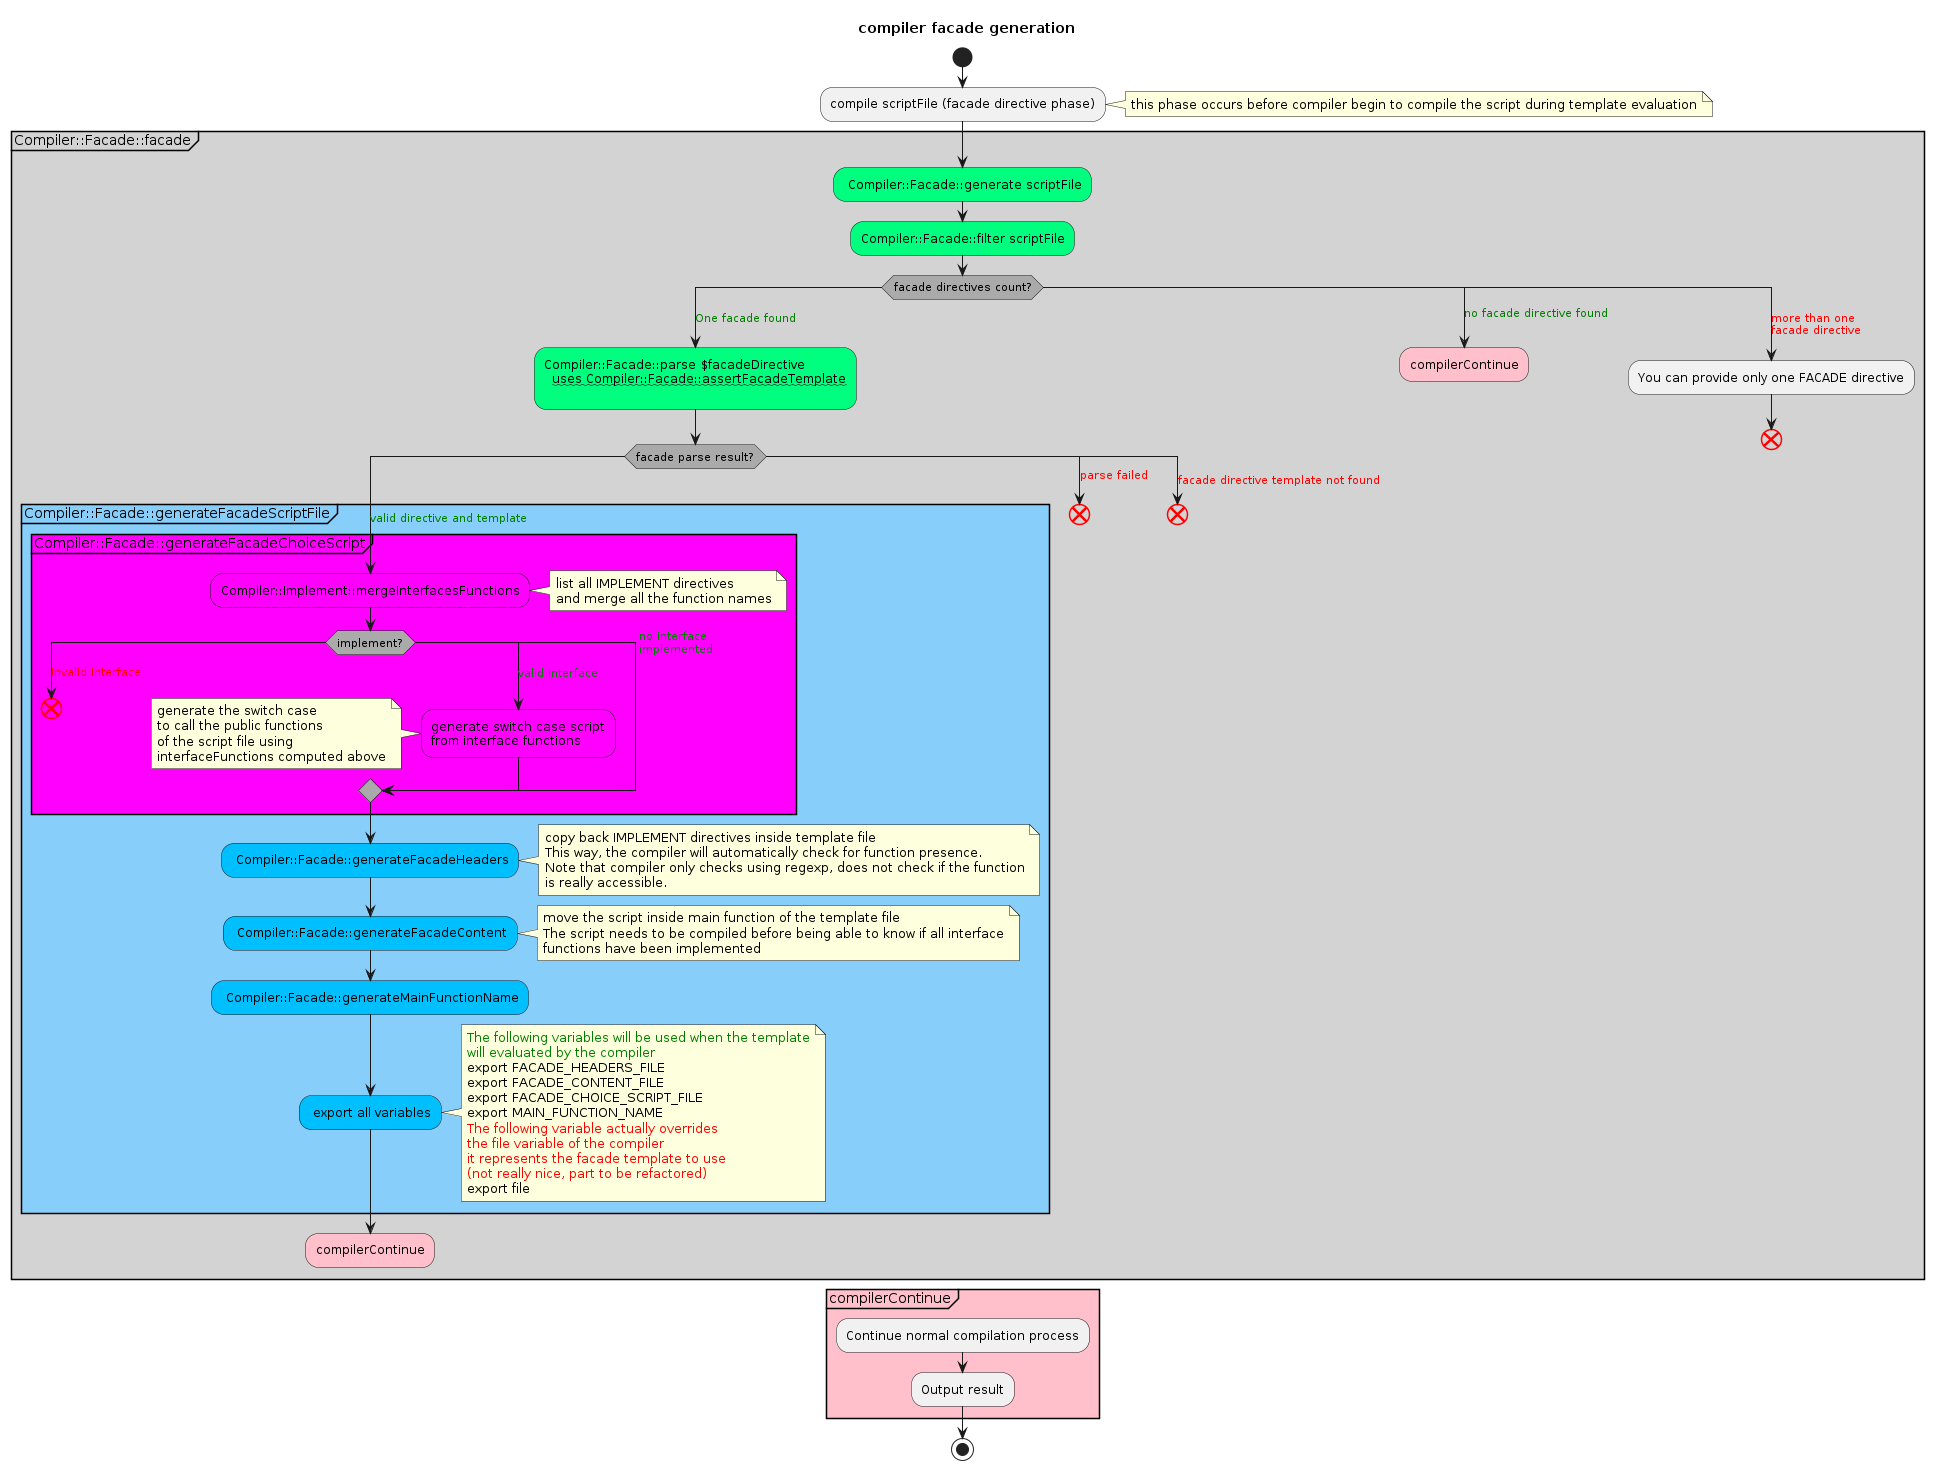 compiler facade generation
compile scriptFile (facade directive phase)
this phase occurs before compiler begin to compile the script during template evaluation
Compiler::Facade::facade
Compiler::Facade::generate scriptFile
Compiler::Facade::filter scriptFile
facade directives count?
One facade found
no facade directive found
more than one
facade directive
Compiler::Facade::parse $facadeDirective
uses Compiler::Facade::assertFacadeTemplate
compilerContinue
You can provide only one FACADE directive
facade parse result?
parse failed
facade directive template not found
Compiler::Facade::generateFacadeScriptFile
valid directive and template
Compiler::Facade::generateFacadeChoiceScript
Compiler::Implement::mergeInterfacesFunctions
list all IMPLEMENT directives
and merge all the function names
implement?
no interface
implemented
invalid interface
valid interface
generate the switch case
to call the public functions
of the script file using
interfaceFunctions computed above
generate switch case script
from interface functions
Compiler::Facade::generateFacadeHeaders
copy back IMPLEMENT directives inside template file
This way, the compiler will automatically check for function presence.
Note that compiler only checks using regexp, does not check if the function
is really accessible.
Compiler::Facade::generateFacadeContent
move the script inside main function of the template file
The script needs to be compiled before being able to know if all interface
functions have been implemented
Compiler::Facade::generateMainFunctionName
export all variables
The following variables will be used when the template
will evaluated by the compiler
export FACADE_HEADERS_FILE
export FACADE_CONTENT_FILE
export FACADE_CHOICE_SCRIPT_FILE
export MAIN_FUNCTION_NAME
The following variable actually overrides
the file variable of the compiler
it represents the facade template to use
(not really nice, part to be refactored)
export file
compilerContinue
compilerContinue
Continue normal compilation process
Output result